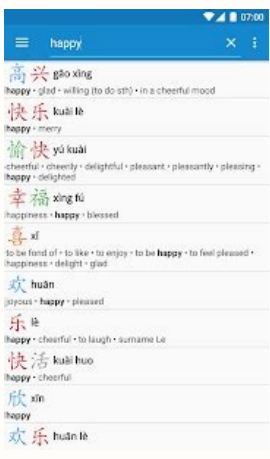 07:00
happy
高兴 gāo xìng
happy • glad • willing (to do sth) • in a cheerful mood
快乐 kuài lè
happy • merry
愉快 yú kuài
cheerful • cheerily • delightful • pleasant • pleasantly • pleasing •
happy • delighted
幸福 xìng fú
happiness • happy • blessed
喜 xǐ
to be fond of • to like • to enjoy • to be happy • to feel pleased •
happiness • delight • glad
欢 huān
joyous • happy • pleased
乐 lè
happy • cheerful • to laugh • surname Le
快活 kuài huo
happy • cheerful
欣 xīn
happy
欢乐 huān lè